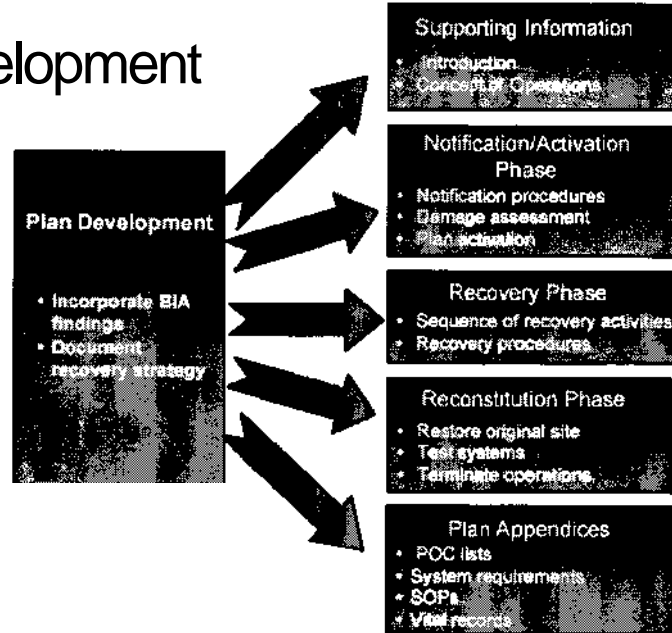 elopment
Plan Development
• Incorporate BIA
findings
• Document
recovery strategy
Supporting Information
• Introduction
• Concept of Operations
Notification/Activation
Phase
• Notification procedures
• Damage assessment
• Plan activation
Recovery Phase
• Sequence of recovery activities
• Recovery procedures
Reconstitution Phase
• Restore original site
• Test systems
• Terminate operations
Plan Appendices
• POC lists
• System requirements
• SOPs
• Vital records